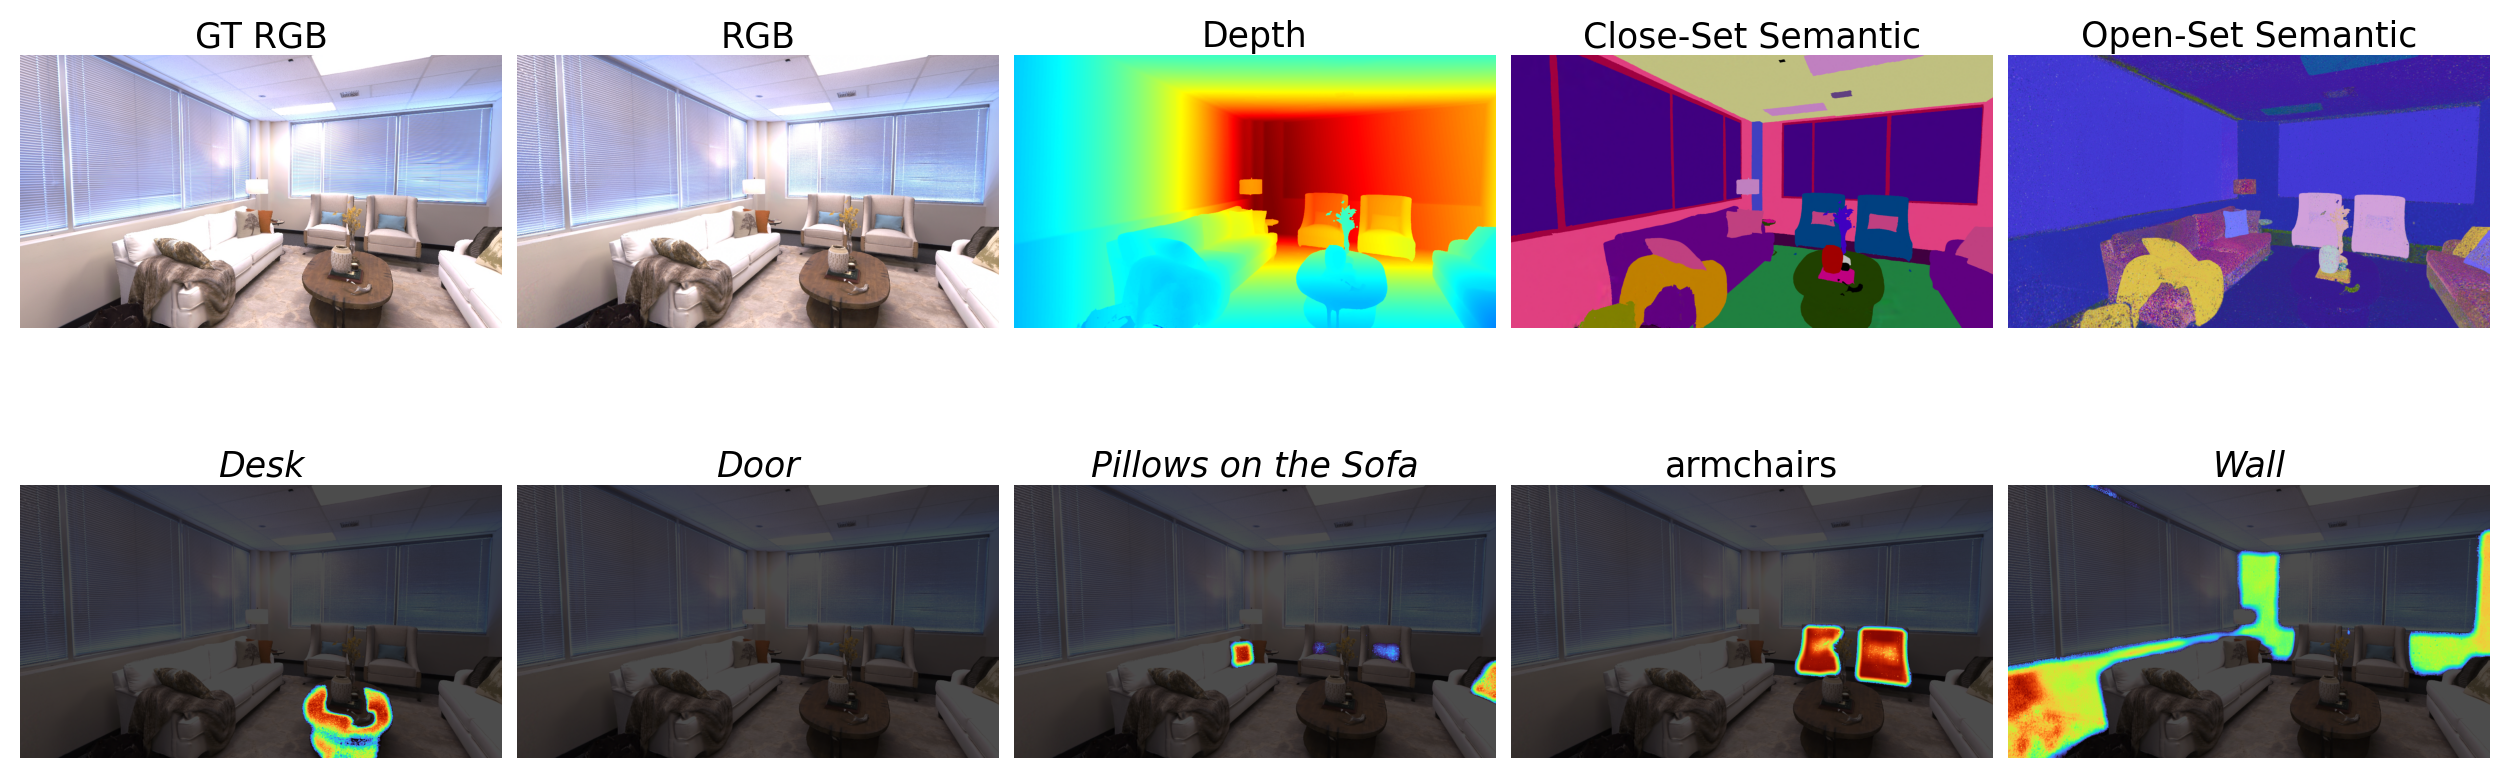 GT RGB
RGB
Depth
Close-Set Semantic
Open-Set Semantic
Desk
Door
Pillows on the Sofa
armchairs
Wall